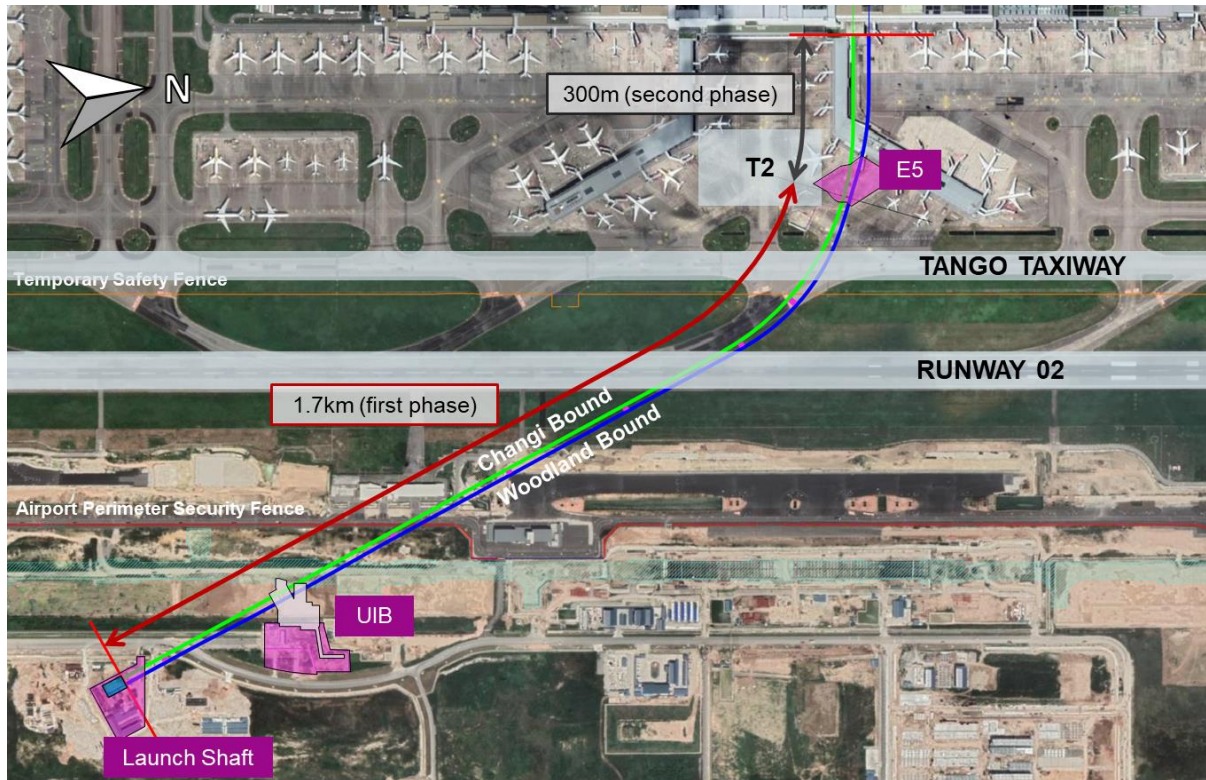 N
300m (second phase)
T2
E5
TANGO TAXIWAY
Temporary Safety Fence
RUNWAY 02
1.7km (first phase)
Changi Bound
Woodland Bound
Airport Perimeter Security Fence
UIB
Launch Shaft